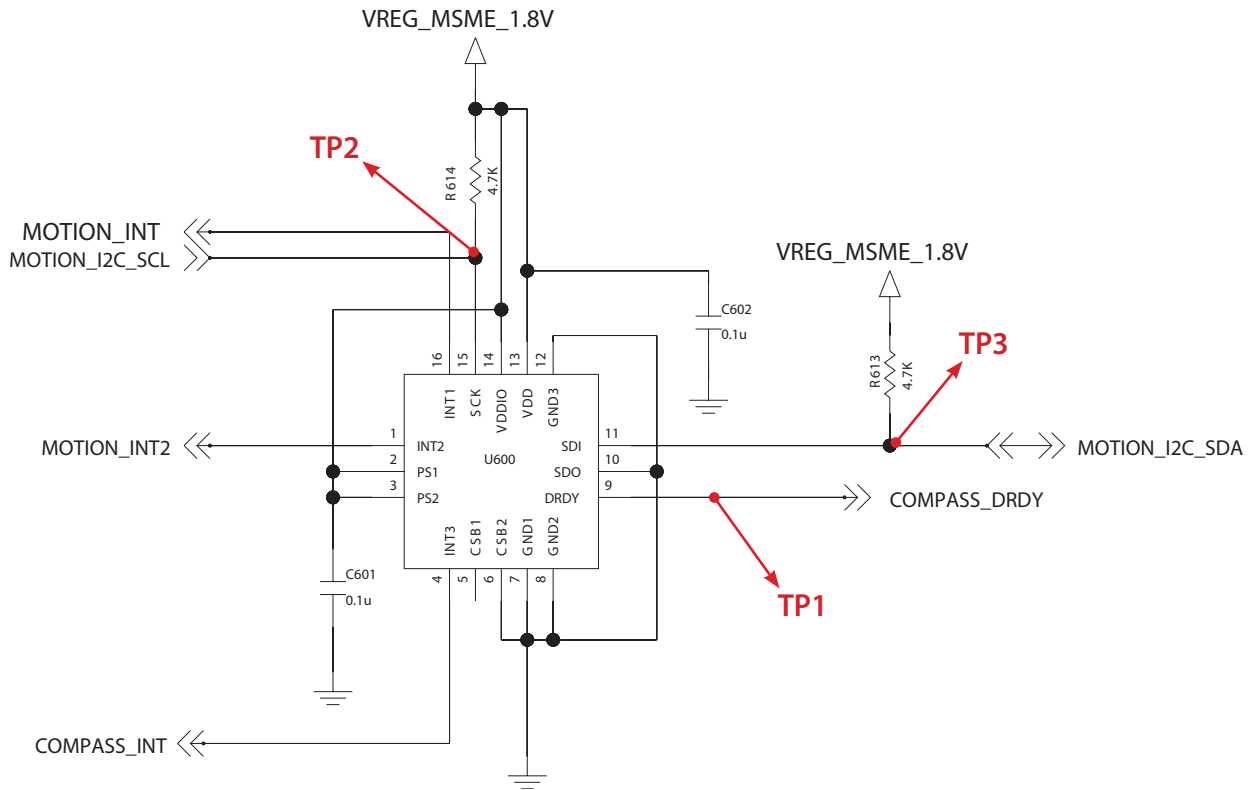 VREG_MSME_1.8V
TP2
R614
4.7K
MOTION_INT
MOTION_I2C_SCL
VREG_MSME_1.8V
C602
0.1u
R613
4.7K
TP3
16
15
14
13
12
INT1
SCK
VDDIO
VDD
GND3
MOTION_INT2
1
INT2
SDI
11
MOTION_I2C_SDA
2
PS1
U600
SDO
10
3
PS2
DRDY
9
COMPASS_DRDY
INT3
CSB1
CSB2
GND1
GND2
4
5
6
7
8
C601
0.1u
TP1
COMPASS_INT